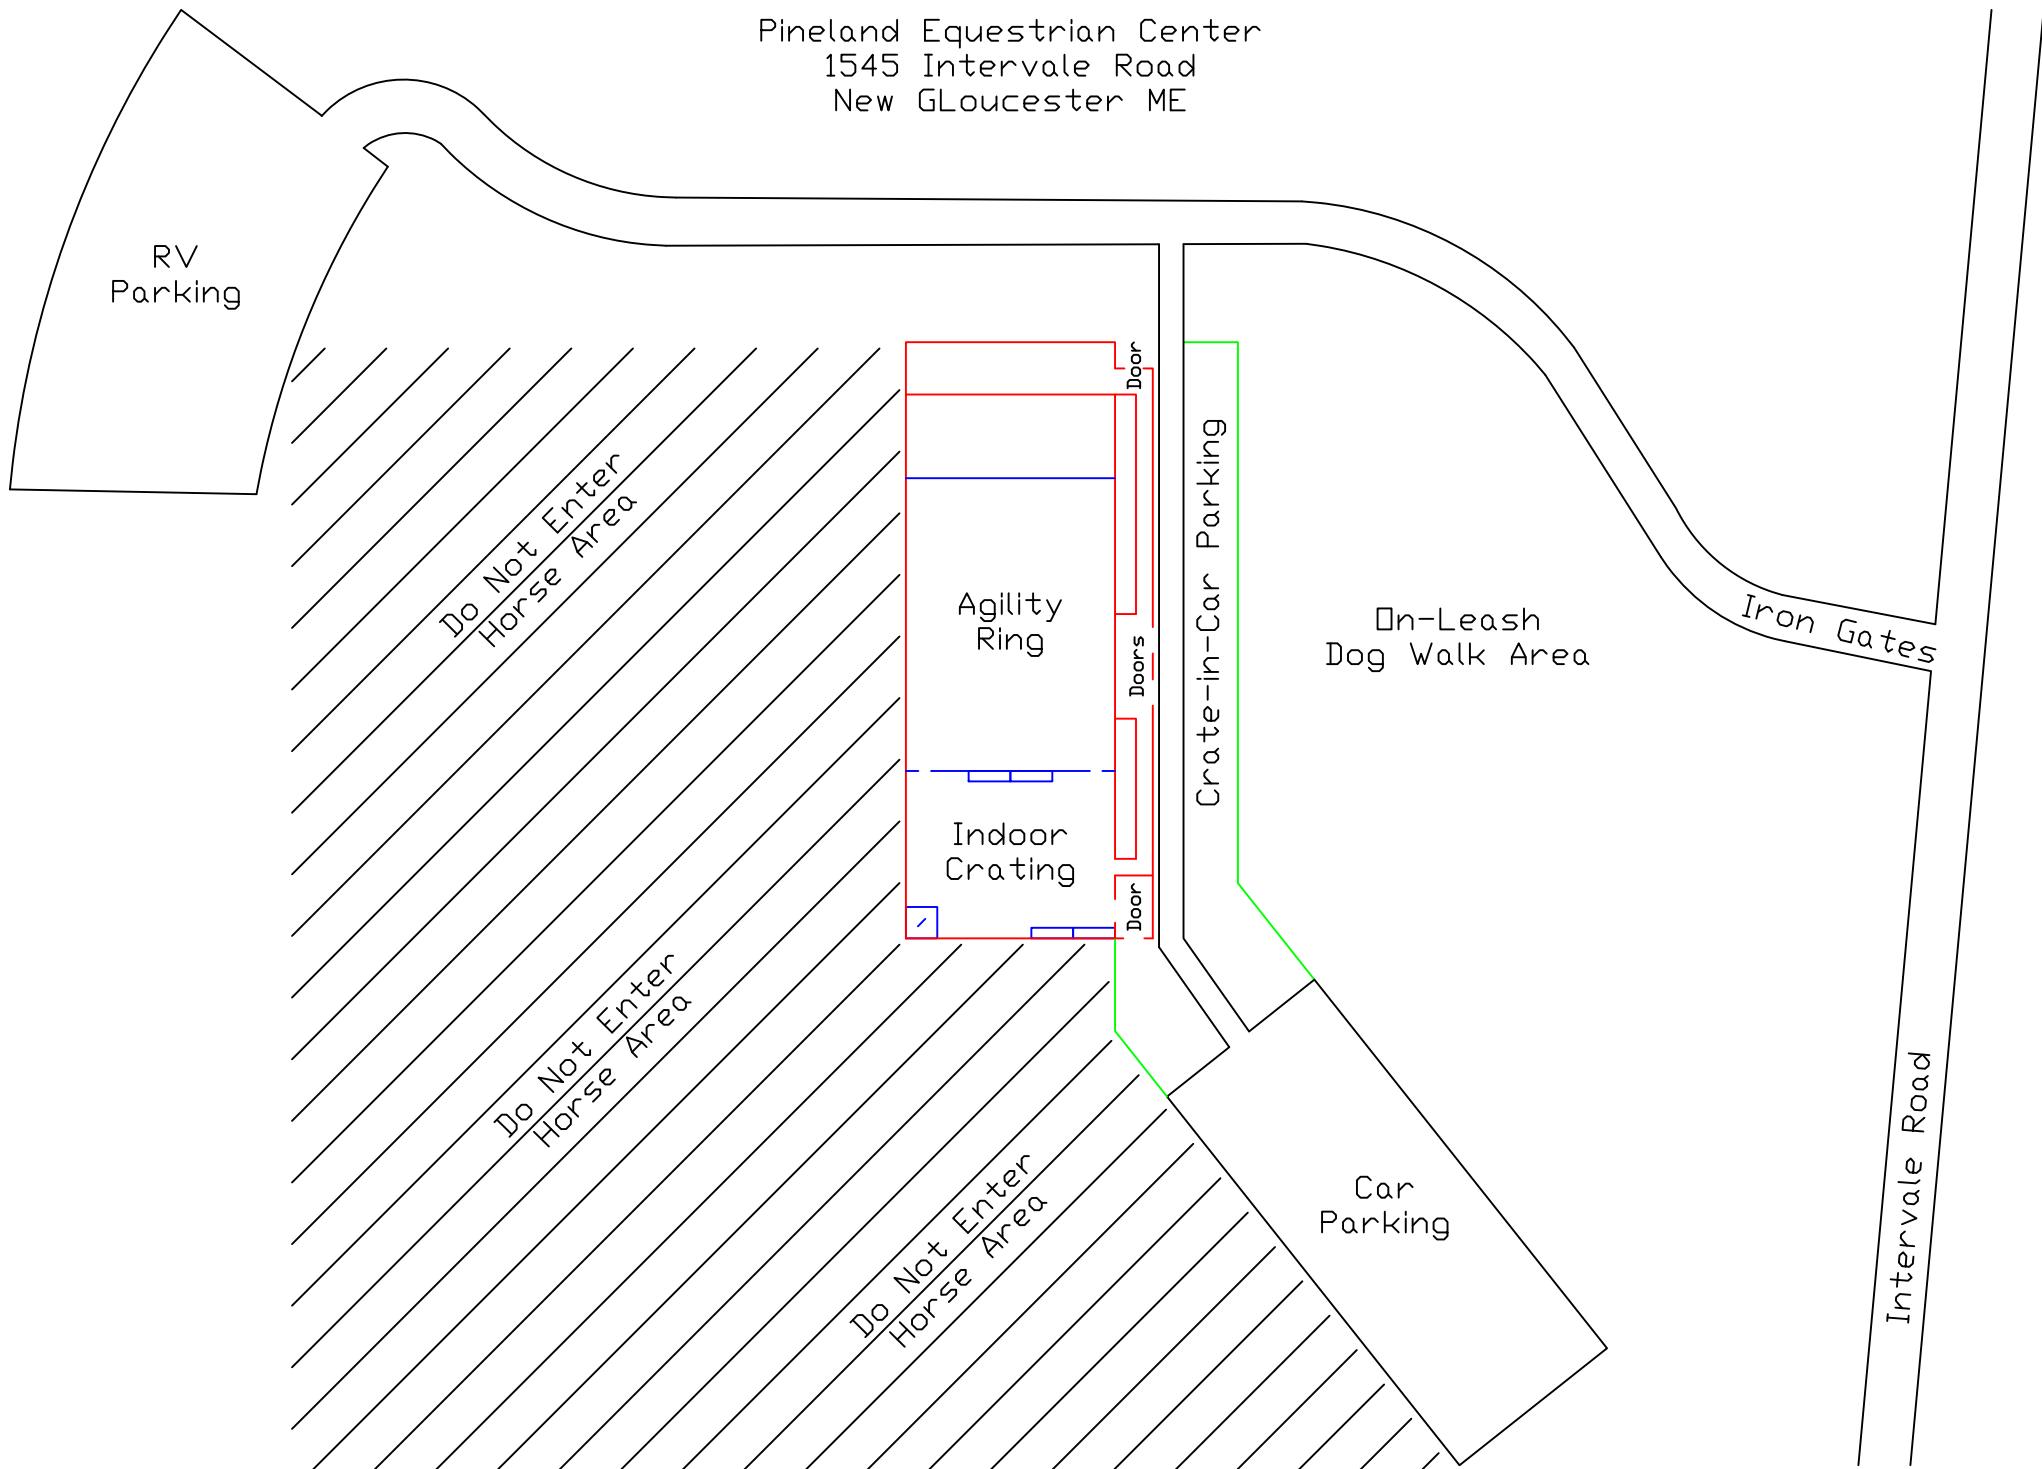 Pineland Equestrian Center
1545 Intervale Road
New GLoucester ME
RV
Parking
Door
Do Not Enter
Horse Area
Crate-in-Car Parking
Agility
Ring
Doors
On-Leash
Dog Walk Area
Iron Gates
Indoor
Crating
Door
Do Not Enter
Horse Area
Do Not Enter
Horse Area
Car
Parking
Intervale Road